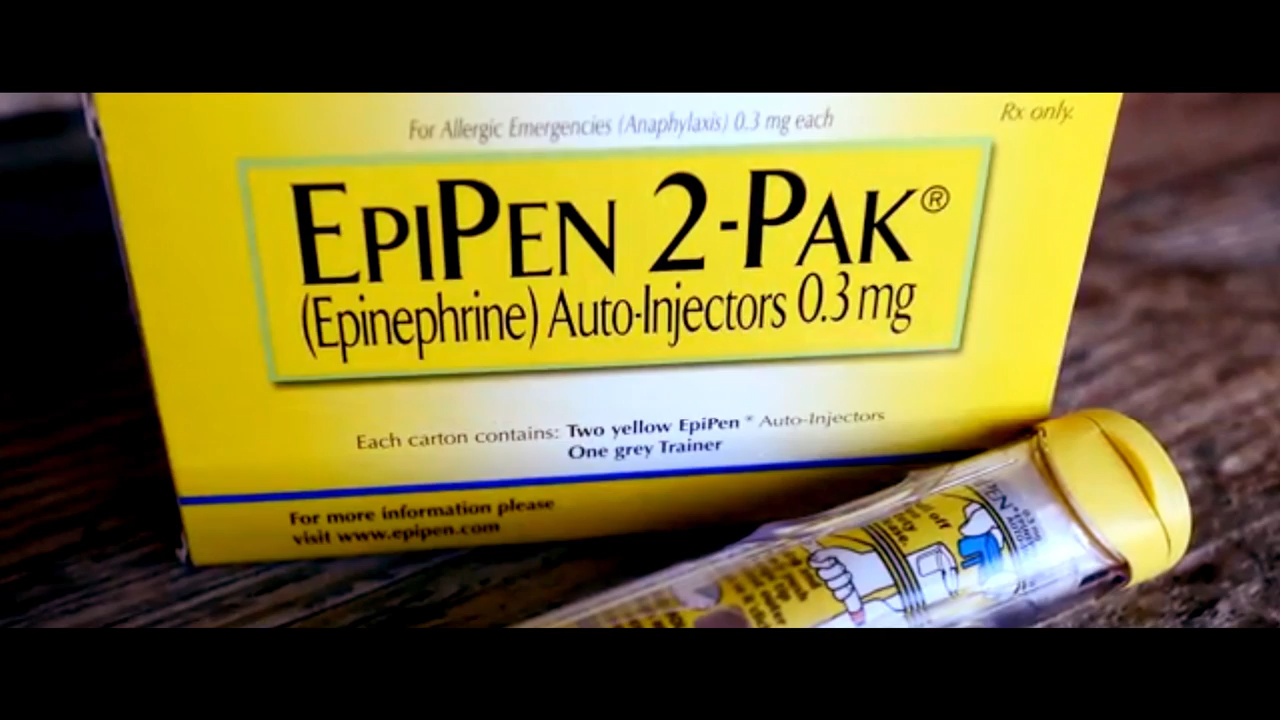 For Allergic Emergencies (Anaphylaxis) 0.3 mg each
Rx only.
EPIPEN 2-PAK®
(Epinephrine) Auto-Injectors 0.3 mg
Each carton contains: Two yellow EpiPen® Auto-Injectors
One grey Trainer
For more information please
visit www.epipen.com
off